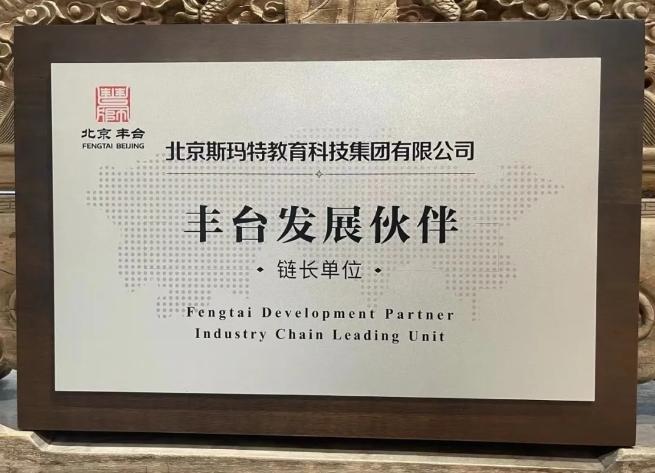 北京丰台
FENGTAI BEIJING
北京斯玛特教育科技集团有限公司
丰台发展伙伴
· 链长单位 ·
Fengtai Development Partner
Industry Chain Leading Unit